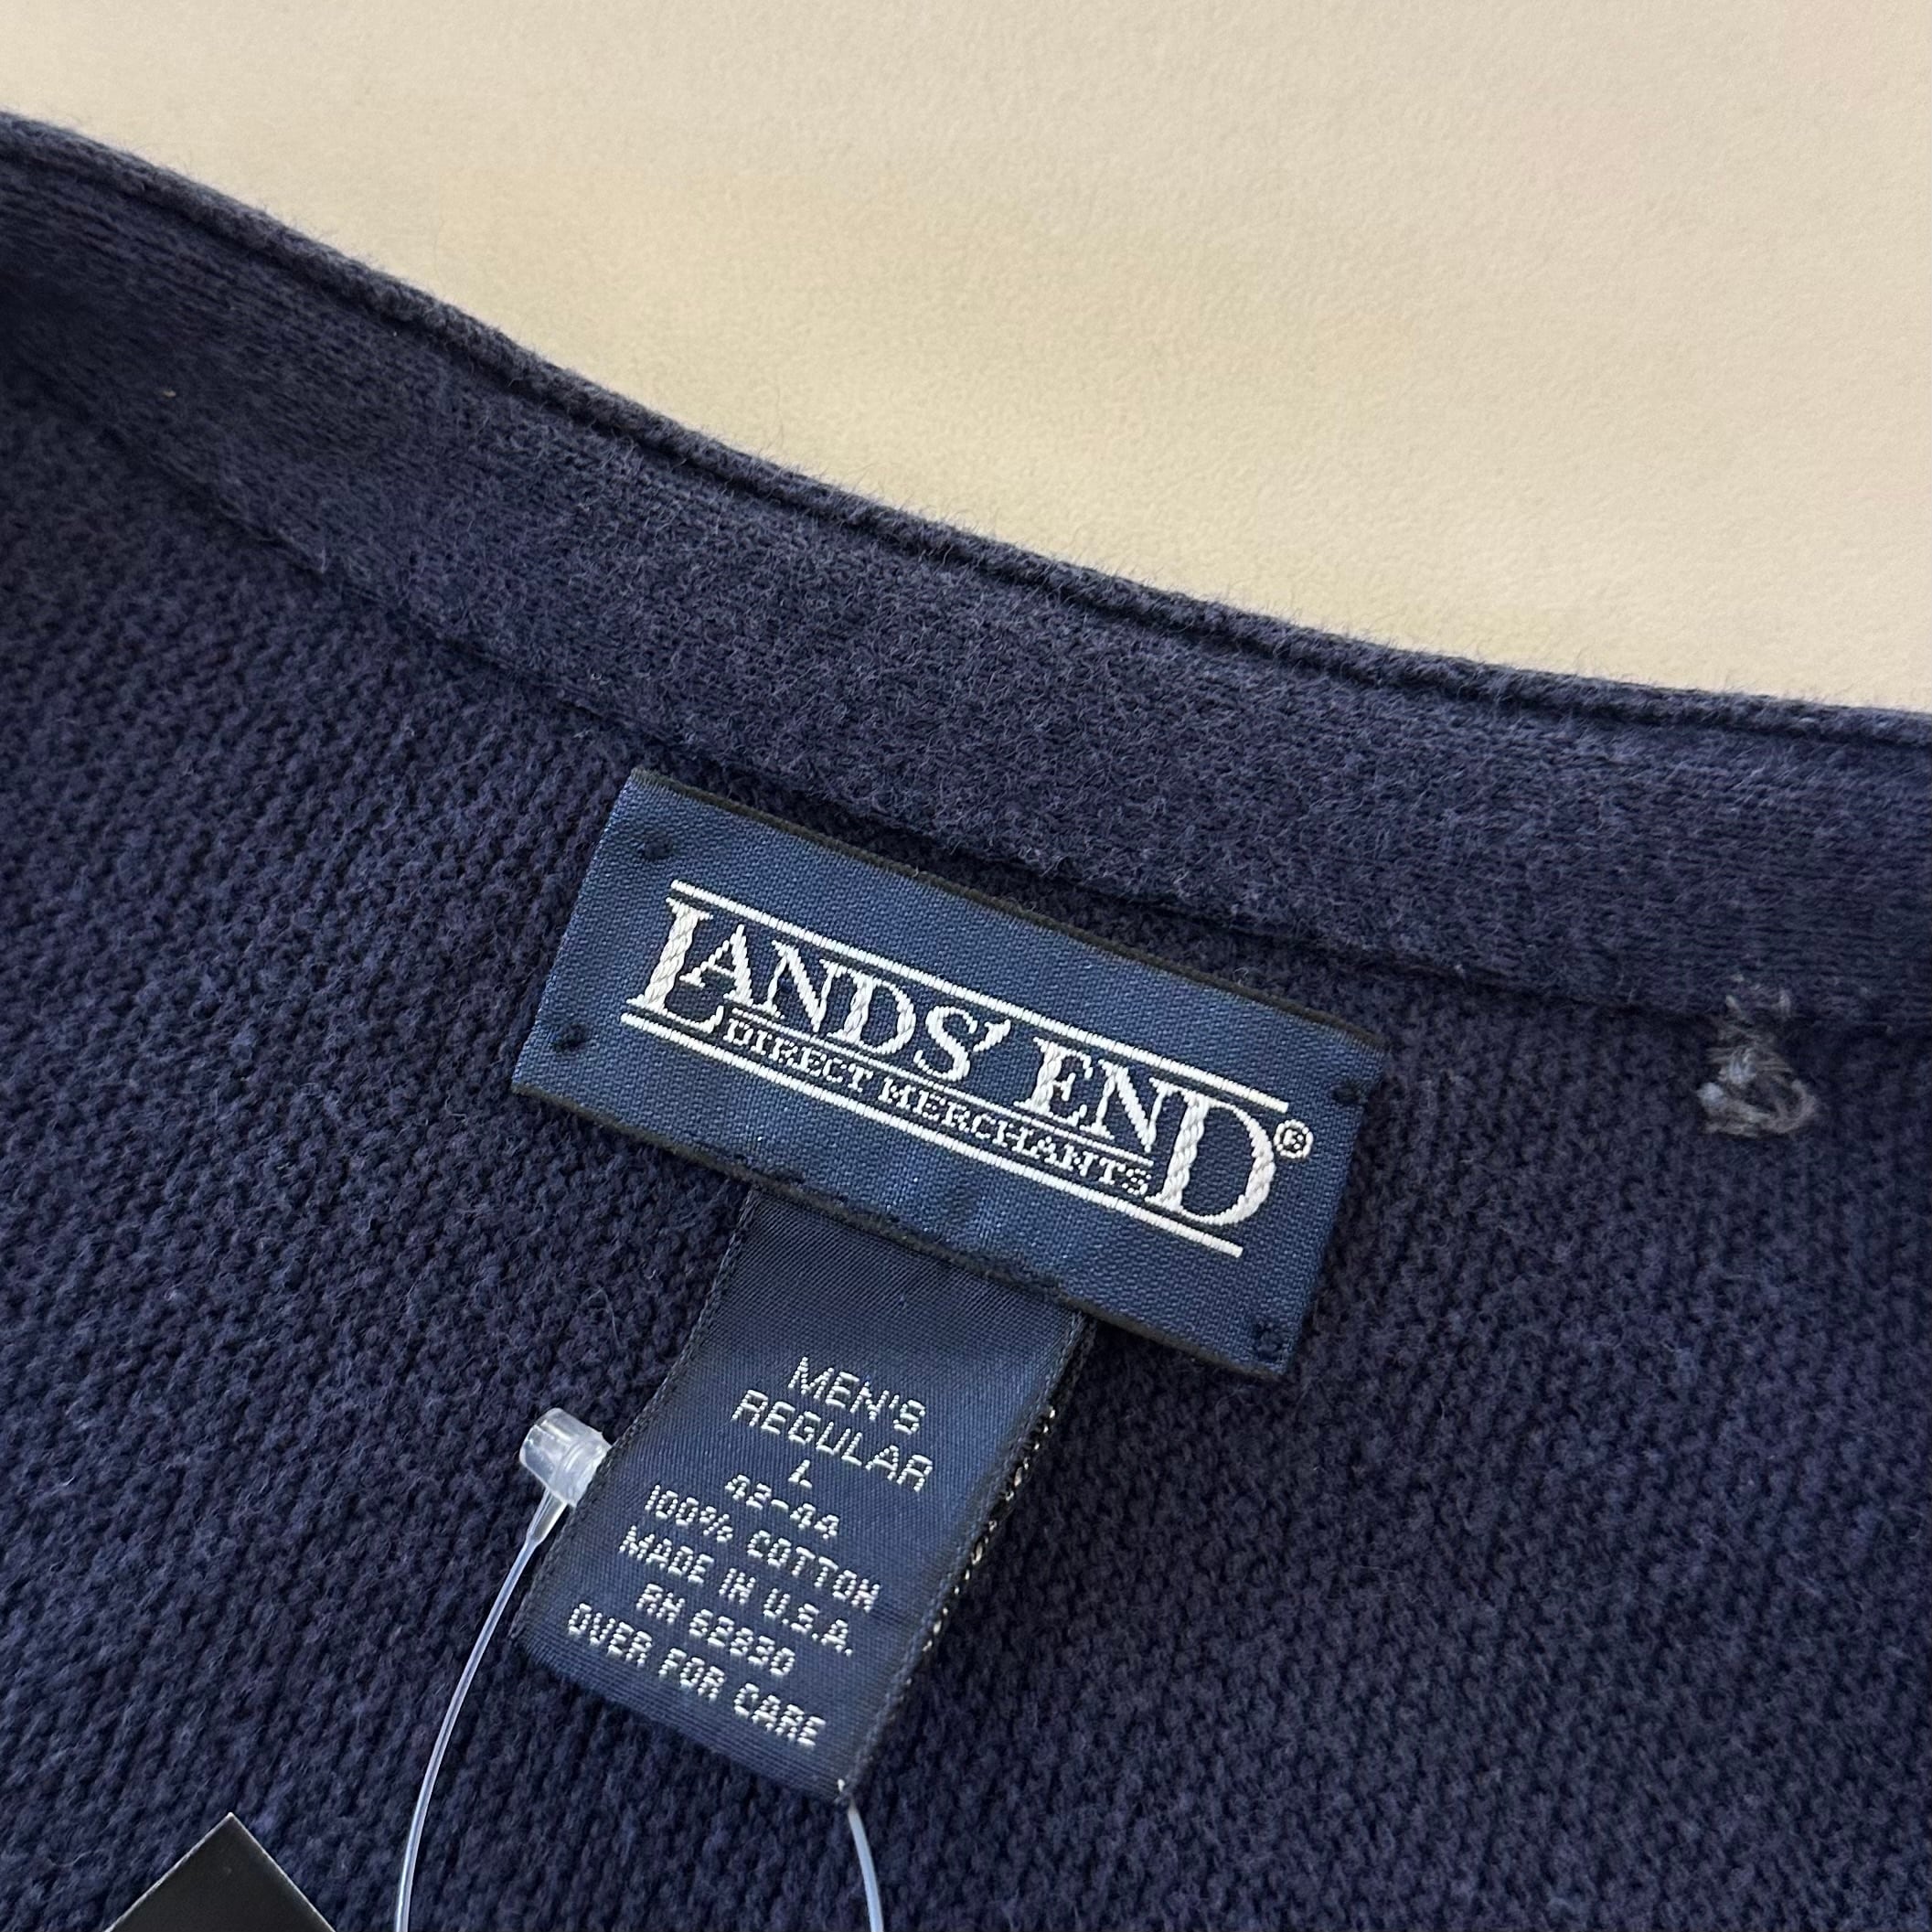 LANDS' END®
DIRECT MERCHANTS
MEN'S
REGULAR
L
42-44
100% COTTON
MADE IN U.S.A.
RN 62830
OVER FOR CARE